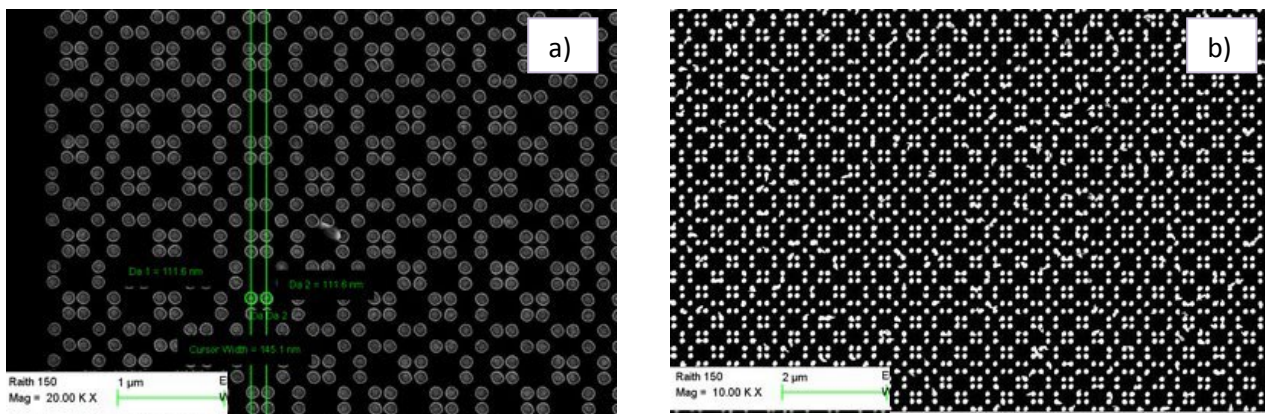 a)
Da 1 = 111.6 nm
Da 2 = 111.6 nm
Da Da 2
Cursor Width = 145.1 nm
Raith 150
Mag = 20.00 K X
1 µm
b)
Raith 150
Mag = 10.00 K X
2 µm